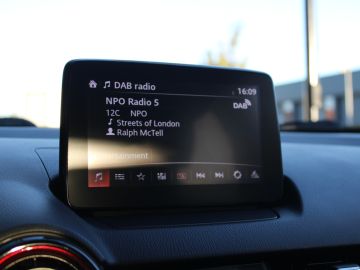 DAB radio
16:09
NPO Radio 5
DAB
12C NPO
Streets of London
Ralph McTell